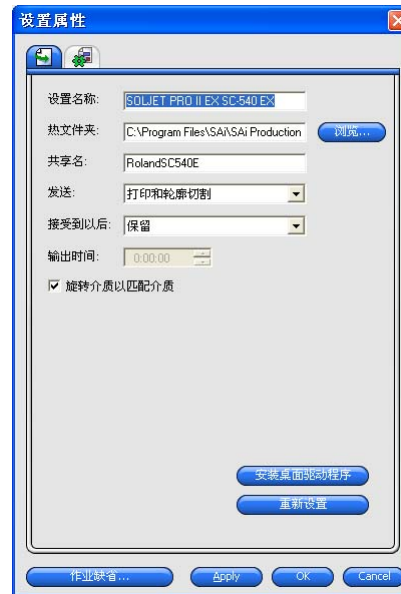 设置属性
设置名称: SOLJET PRO II EX SC-540 EX
热文件夹: C:\Program Files\SAi\SAi Production 浏览...
共享名: RolandSC540E
发送: 打印和轮廓切割
接受到以后: 保留
输出时间: 0:00:00
旋转介质以匹配介质
安装桌面驱动程序
重新设置
作业缺省... Apply OK Cancel